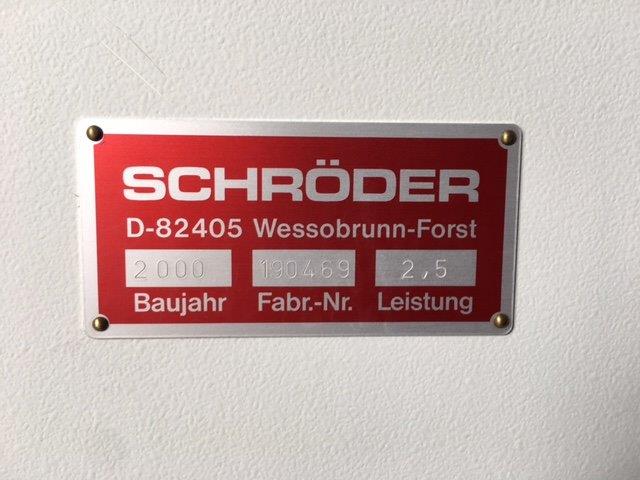 SCHRÖDER
D-82405 Wessobrunn-Forst
2000 190469 2,5
Baujahr Fabr.-Nr. Leistung